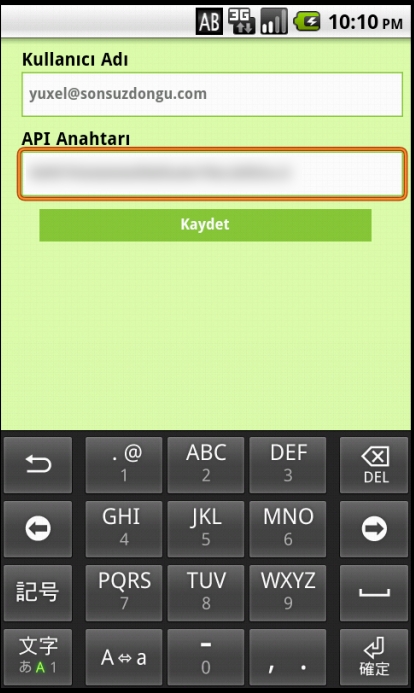 AB 3G 10:10 PM
Kullanıcı Adı
yuxel@sonsuzdongu.com
API Anahtarı
Kaydet
. @ ABC DEF DEL
1 2 3
GHI JKL MNO
4 5 6
記号 PQRS TUV WXYZ
7 8 9
文字 A⇔a - , . 確定
あA1 0